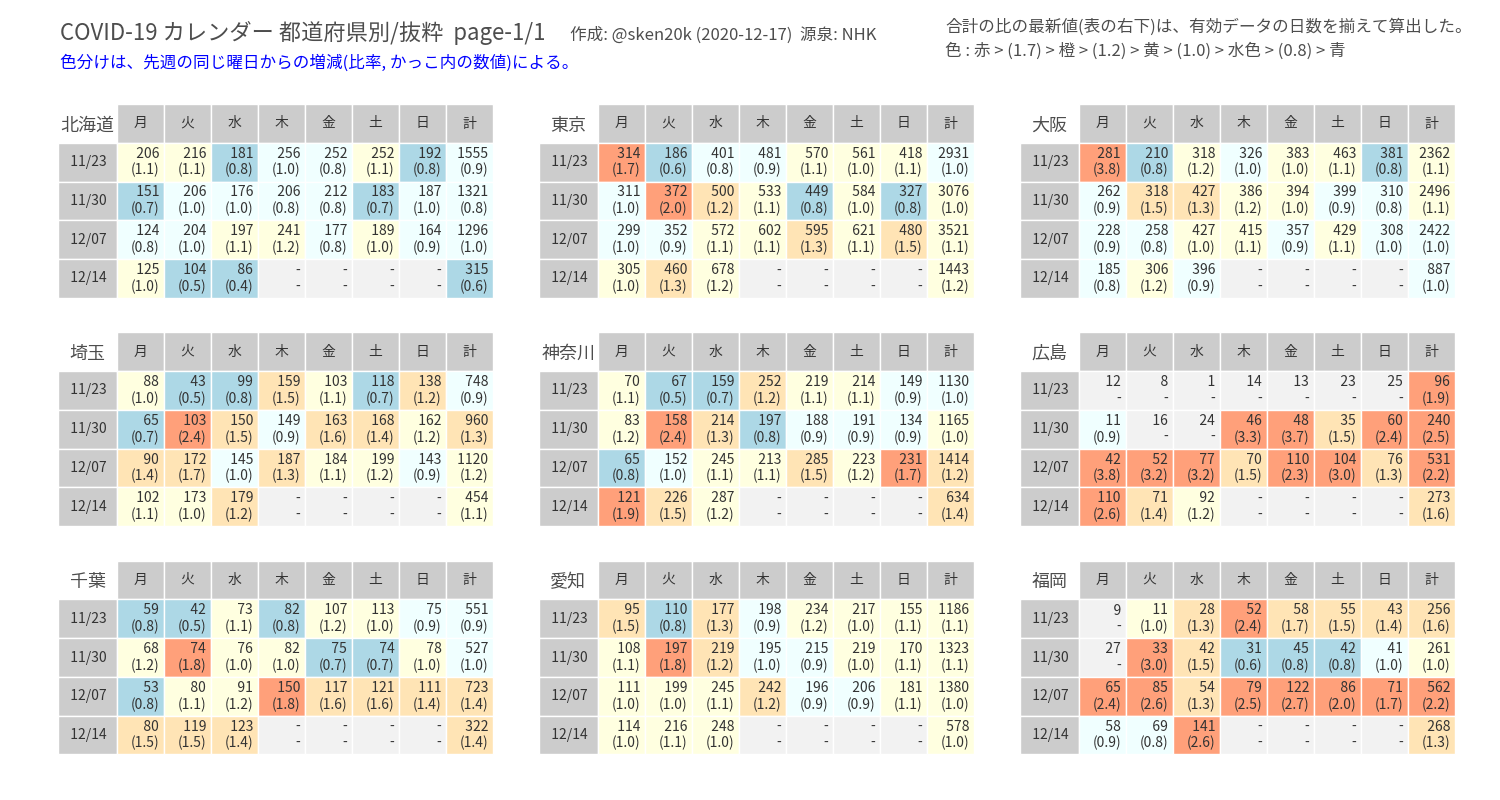 COVID-19 カレンダー 都道府県別/抜粋 page-1/1 作成: @sken20k (2020-12-17) 源泉: NHK
合計の比の最新値(表の右下)は、有効データの日数を揃えて算出した。
色分けは、先週の同じ曜日からの増減(比率, かっこ内の数値)による。
色 : 赤 > (1.7) > 橙 > (1.2) > 黄 > (1.0) > 水色 > (0.8) > 青
北海道 月 火 水 木 金 土 日 計
11/23 206 216 181 256 252 252 192 1555
(1.1) (1.1) (0.8) (1.0) (0.8) (1.1) (0.8) (0.9)
11/30 151 206 176 206 212 183 187 1321
(0.7) (1.0) (1.0) (0.8) (0.8) (0.7) (1.0) (0.8)
12/07 124 204 197 241 177 189 164 1296
(0.8) (1.0) (1.1) (1.2) (0.8) (1.0) (0.9) (1.0)
12/14 125 104 86 - - - - 315
(1.0) (0.5) (0.4) - - - - (0.6)
東京 月 火 水 木 金 土 日 計
11/23 314 186 401 481 570 561 418 2931
(1.7) (0.6) (0.8) (0.9) (1.1) (1.0) (1.1) (1.0)
11/30 311 372 500 533 449 584 327 3076
(1.0) (2.0) (1.2) (1.1) (0.8) (1.0) (0.8) (1.0)
12/07 299 352 572 602 595 621 480 3521
(1.0) (0.9) (1.1) (1.1) (1.3) (1.1) (1.5) (1.1)
12/14 305 460 678 - - - - 1443
(1.0) (1.3) (1.2) - - - - (1.2)
大阪 月 火 水 木 金 土 日 計
11/23 281 210 318 326 383 463 381 2362
(3.8) (0.8) (1.2) (1.0) (1.0) (1.1) (0.8) (1.1)
11/30 262 318 427 386 394 399 310 2496
(0.9) (1.5) (1.3) (1.2) (1.0) (0.9) (0.8) (1.1)
12/07 228 258 427 415 357 429 308 2422
(0.9) (0.8) (1.0) (1.1) (0.9) (1.1) (1.0) (1.0)
12/14 185 306 396 - - - - 887
(0.8) (1.2) (0.9) - - - - (1.0)
埼玉 月 火 水 木 金 土 日 計
11/23 88 43 99 159 103 118 138 748
(1.0) (0.5) (0.8) (1.5) (1.1) (0.7) (1.2) (0.9)
11/30 65 103 150 149 163 168 162 960
(0.7) (2.4) (1.5) (0.9) (1.6) (1.4) (1.2) (1.3)
12/07 90 172 145 187 184 199 143 1120
(1.4) (1.7) (1.0) (1.3) (1.1) (1.2) (0.9) (1.2)
12/14 102 173 179 - - - - 454
(1.1) (1.0) (1.2) - - - - (1.1)
神奈川 月 火 水 木 金 土 日 計
11/23 70 67 159 252 219 214 149 1130
(1.1) (0.5) (0.7) (1.2) (1.1) (1.1) (0.9) (1.0)
11/30 83 158 214 197 188 191 134 1165
(1.2) (2.4) (1.3) (0.8) (0.9) (0.9) (0.9) (1.0)
12/07 65 152 245 213 285 223 231 1414
(0.8) (1.0) (1.1) (1.1) (1.5) (1.2) (1.7) (1.2)
12/14 121 226 287 - - - - 634
(1.9) (1.5) (1.2) - - - - (1.4)
広島 月 火 水 木 金 土 日 計
11/23 12 8 1 14 13 23 25 96
- - - - - - - (1.9)
11/30 11 16 24 46 48 35 60 240
(0.9) - - (3.3) (3.7) (1.5) (2.4) (2.5)
12/07 42 52 77 70 110 104 76 531
(3.8) (3.2) (3.2) (1.5) (2.3) (3.0) (1.3) (2.2)
12/14 110 71 92 - - - - 273
(2.6) (1.4) (1.2) - - - - (1.6)
千葉 月 火 水 木 金 土 日 計
11/23 59 42 73 82 107 113 75 551
(0.8) (0.5) (1.1) (0.8) (1.2) (1.0) (0.9) (0.9)
11/30 68 74 76 82 75 74 78 527
(1.2) (1.8) (1.0) (1.0) (0.7) (0.7) (1.0) (1.0)
12/07 53 80 91 150 117 121 111 723
(0.8) (1.1) (1.2) (1.8) (1.6) (1.6) (1.4) (1.4)
12/14 80 119 123 - - - - 322
(1.5) (1.5) (1.4) - - - - (1.4)
愛知 月 火 水 木 金 土 日 計
11/23 95 110 177 198 234 217 155 1186
(1.5) (0.8) (1.3) (0.9) (1.2) (1.0) (1.1) (1.1)
11/30 108 197 219 195 215 219 170 1323
(1.1) (1.8) (1.2) (1.0) (0.9) (1.0) (1.1) (1.1)
12/07 111 199 245 242 196 206 181 1380
(1.0) (1.0) (1.1) (1.2) (0.9) (0.9) (1.1) (1.0)
12/14 114 216 248 - - - - 578
(1.0) (1.1) (1.0) - - - - (1.0)
福岡 月 火 水 木 金 土 日 計
11/23 9 11 28 52 58 55 43 256
- (1.0) (1.3) (2.4) (1.7) (1.5) (1.4) (1.6)
11/30 27 33 42 31 45 42 41 261
- (3.0) (1.5) (0.6) (0.8) (0.8) (1.0) (1.0)
12/07 65 85 54 79 122 86 71 562
(2.4) (2.6) (1.3) (2.5) (2.7) (2.0) (1.7) (2.2)
12/14 58 69 141 - - - - 268
(0.9) (0.8) (2.6) - - - - (1.3)